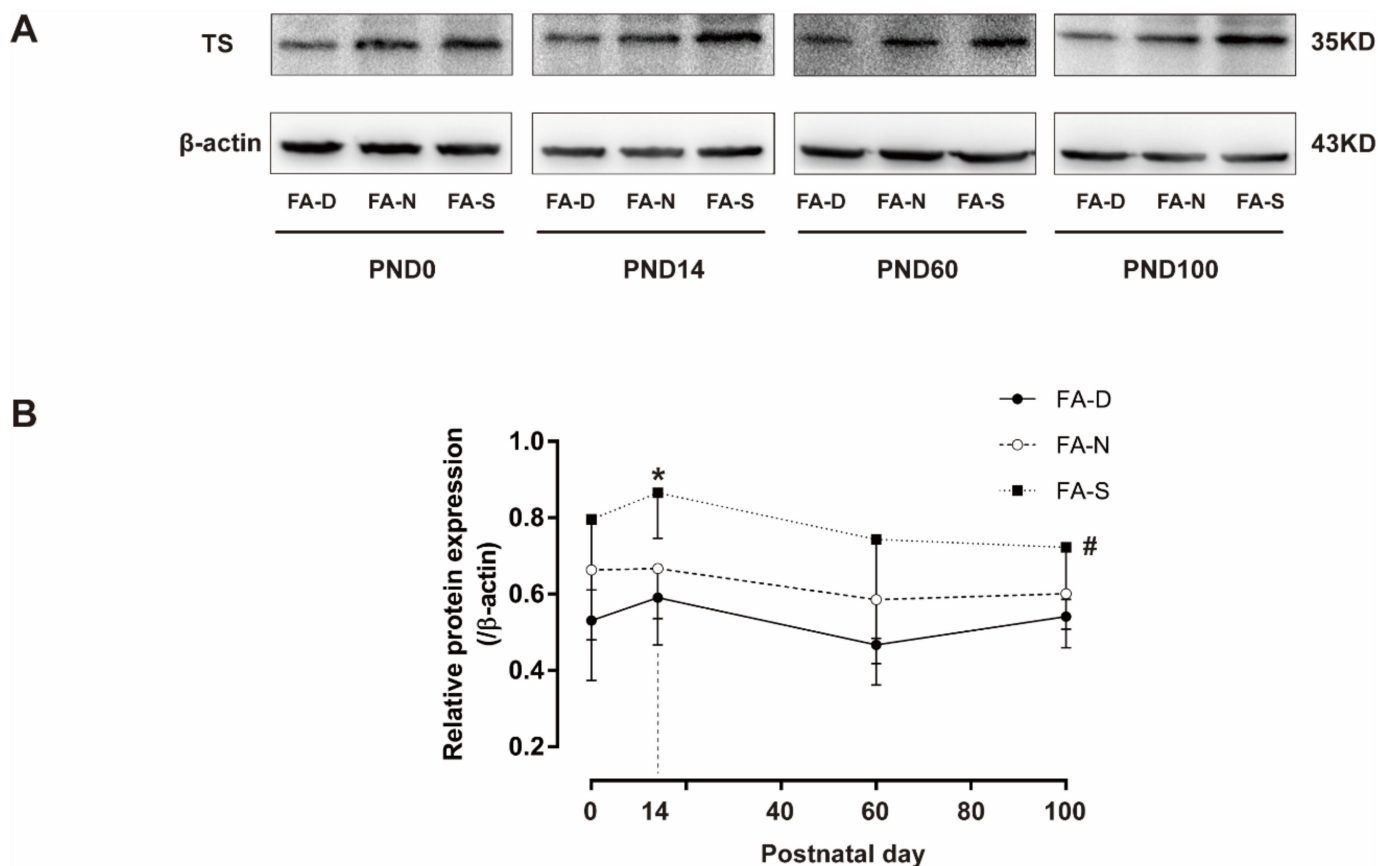 A
TS
35KD
β-actin
43KD
FA-D FA-N FA-S FA-D FA-N FA-S FA-D FA-N FA-S FA-D FA-N FA-S
PND0 PND14 PND60 PND100
B
FA-D
FA-N
FA-S
Relative protein expression
(/β-actin)
1.0
0.8
0.6
0.4
0.2
*
#
0 14 40 60 80 100
Postnatal day